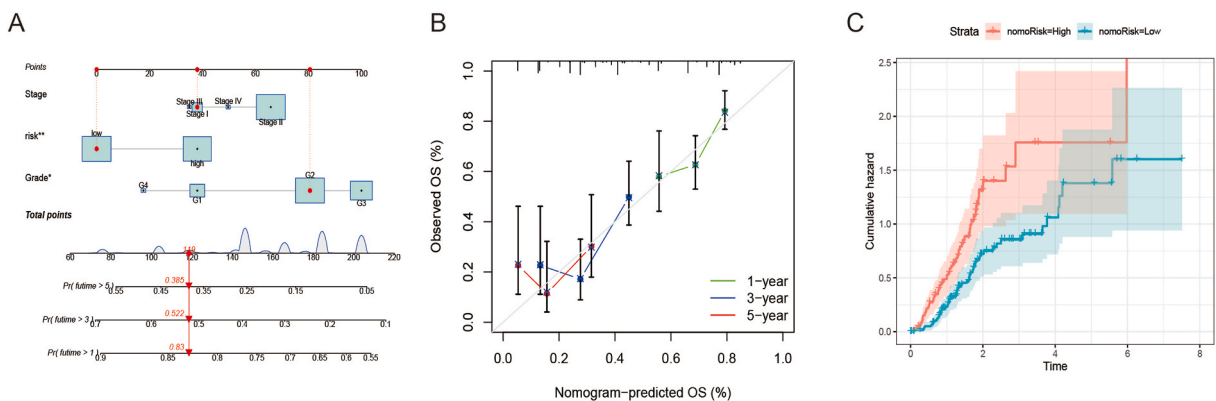 A
Points
0 20 40 60 80 100
Stage
Stage III Stage IV
Stage I
Stage II
risk**
low
high
Grade*
G4 G2
G1 G3
Total points
60 80 100 120 140 160 180 200 220
118
0.385
Pr( futime > 5)
0.55 0.45 0.35 0.25 0.15 0.05
0.522
Pr( futime > 3)
0.7 0.6 0.5 0.4 0.3 0.2 0.1
0.83
Pr( futime > 1)
0.9 0.85 0.8 0.75 0.7 0.65 0.6 0.55
B
Observed OS (%)
1.0
0.8
0.6
0.4
0.2
0.0
1-year
3-year
5-year
0.0 0.2 0.4 0.6 0.8 1.0
Nomogram-predicted OS (%)
C
Strata nomoRisk=High nomoRisk=Low
Cumulative hazard
2.5
2.0
1.5
1.0
0.5
0.0
0 2 4 6 8
Time